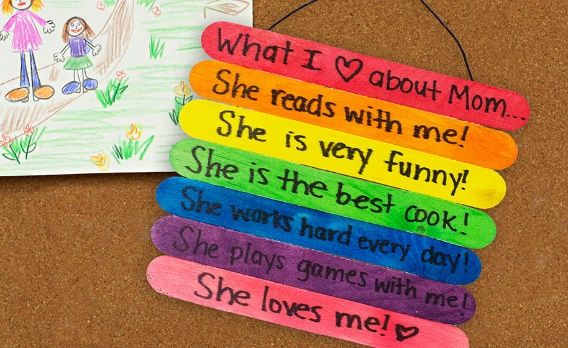 What I ♡ about Mom...
She reads with me!
She is very funny!
She is the best cook!
She works hard every day!
She plays games with me!
She loves me!♡